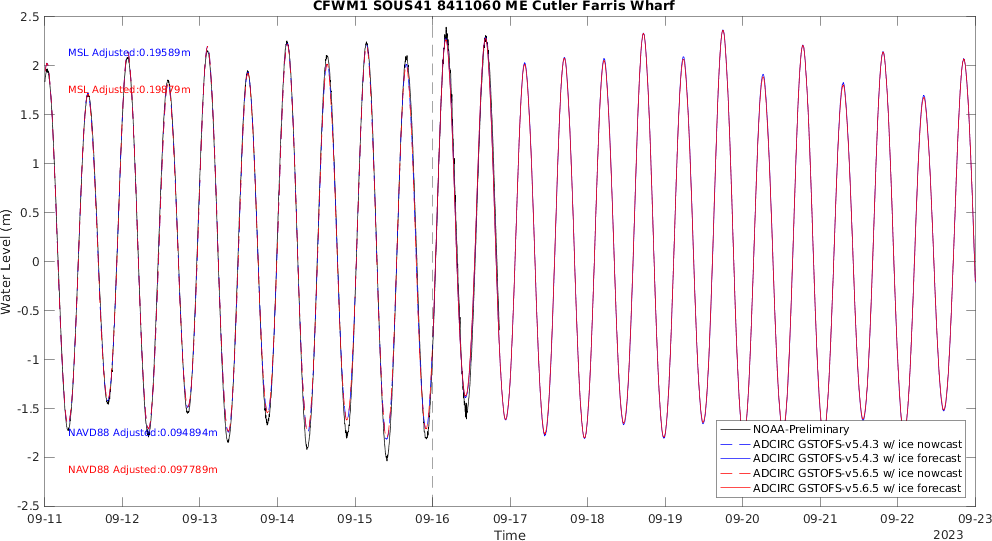 CFWM1 SOUS41 8411060 ME Cutler Farris Wharf
2.5
2
1.5
1
0.5
0
-0.5
-1
-1.5
-2
-2.5
Water Level (m)
MSL Adjusted:0.19589m
MSL Adjusted:0.19879m
NAVD88 Adjusted:0.094894m
NAVD88 Adjusted:0.097789m
NOAA-Preliminary
ADCIRC GSTOFS-v5.4.3 w/ ice nowcast
ADCIRC GSTOFS-v5.4.3 w/ ice forecast
ADCIRC GSTOFS-v5.6.5 w/ ice nowcast
ADCIRC GSTOFS-v5.6.5 w/ ice forecast
09-11 09-12 09-13 09-14 09-15 09-16 09-17 09-18 09-19 09-20 09-21 09-22 09-23
Time
2023